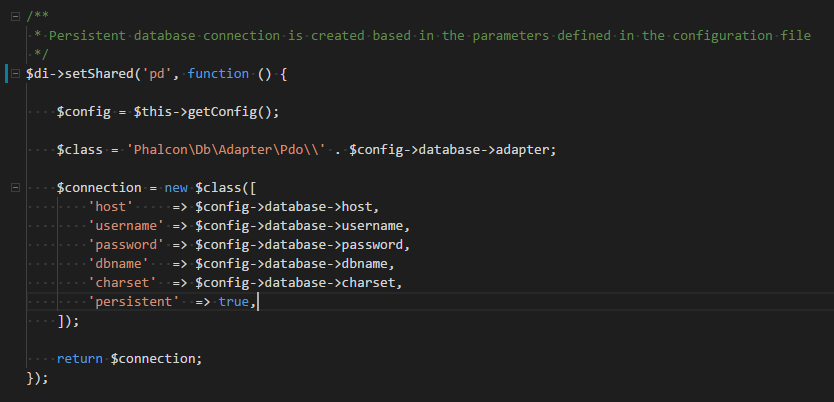 /**
 * Persistent database connection is created based in the parameters defined in the configuration file
 */
$di->setShared('pd', function () {
    $config = $this->getConfig();
    $class = 'Phalcon\Db\Adapter\Pdo\\' . $config->database->adapter;
    $connection = new $class([
        'host'     => $config->database->host,
        'username' => $config->database->username,
        'password' => $config->database->password,
        'dbname'   => $config->database->dbname,
        'charset'  => $config->database->charset,
        'persistent'  => true,
    ]);
    return $connection;
});